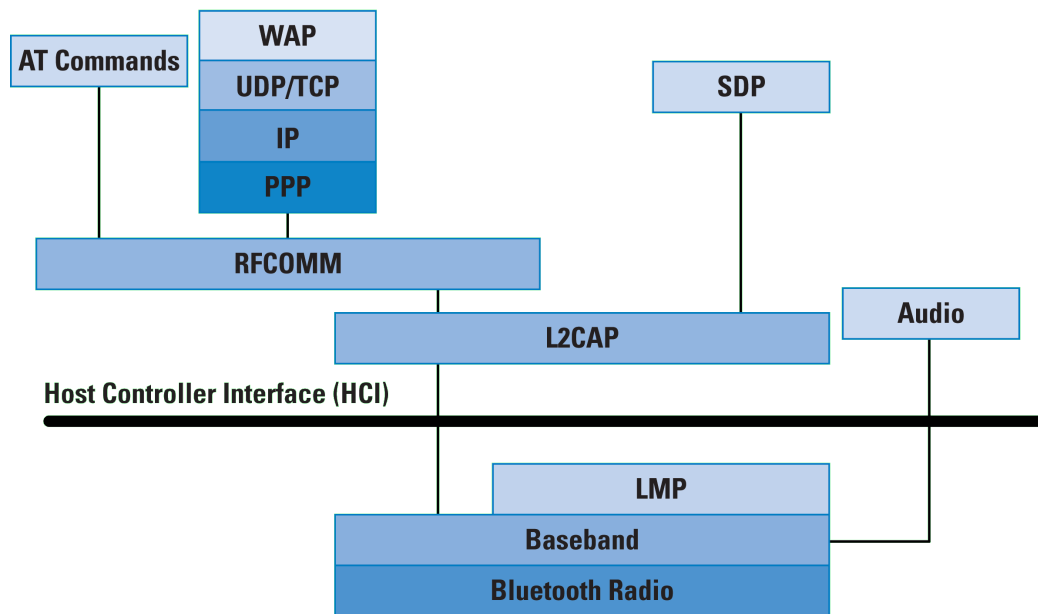 WAP
AT Commands
UDP/TCP
SDP
IP
PPP
RFCOMM
Audio
L2CAP
Host Controller Interface (HCI)
LMP
Baseband
Bluetooth Radio